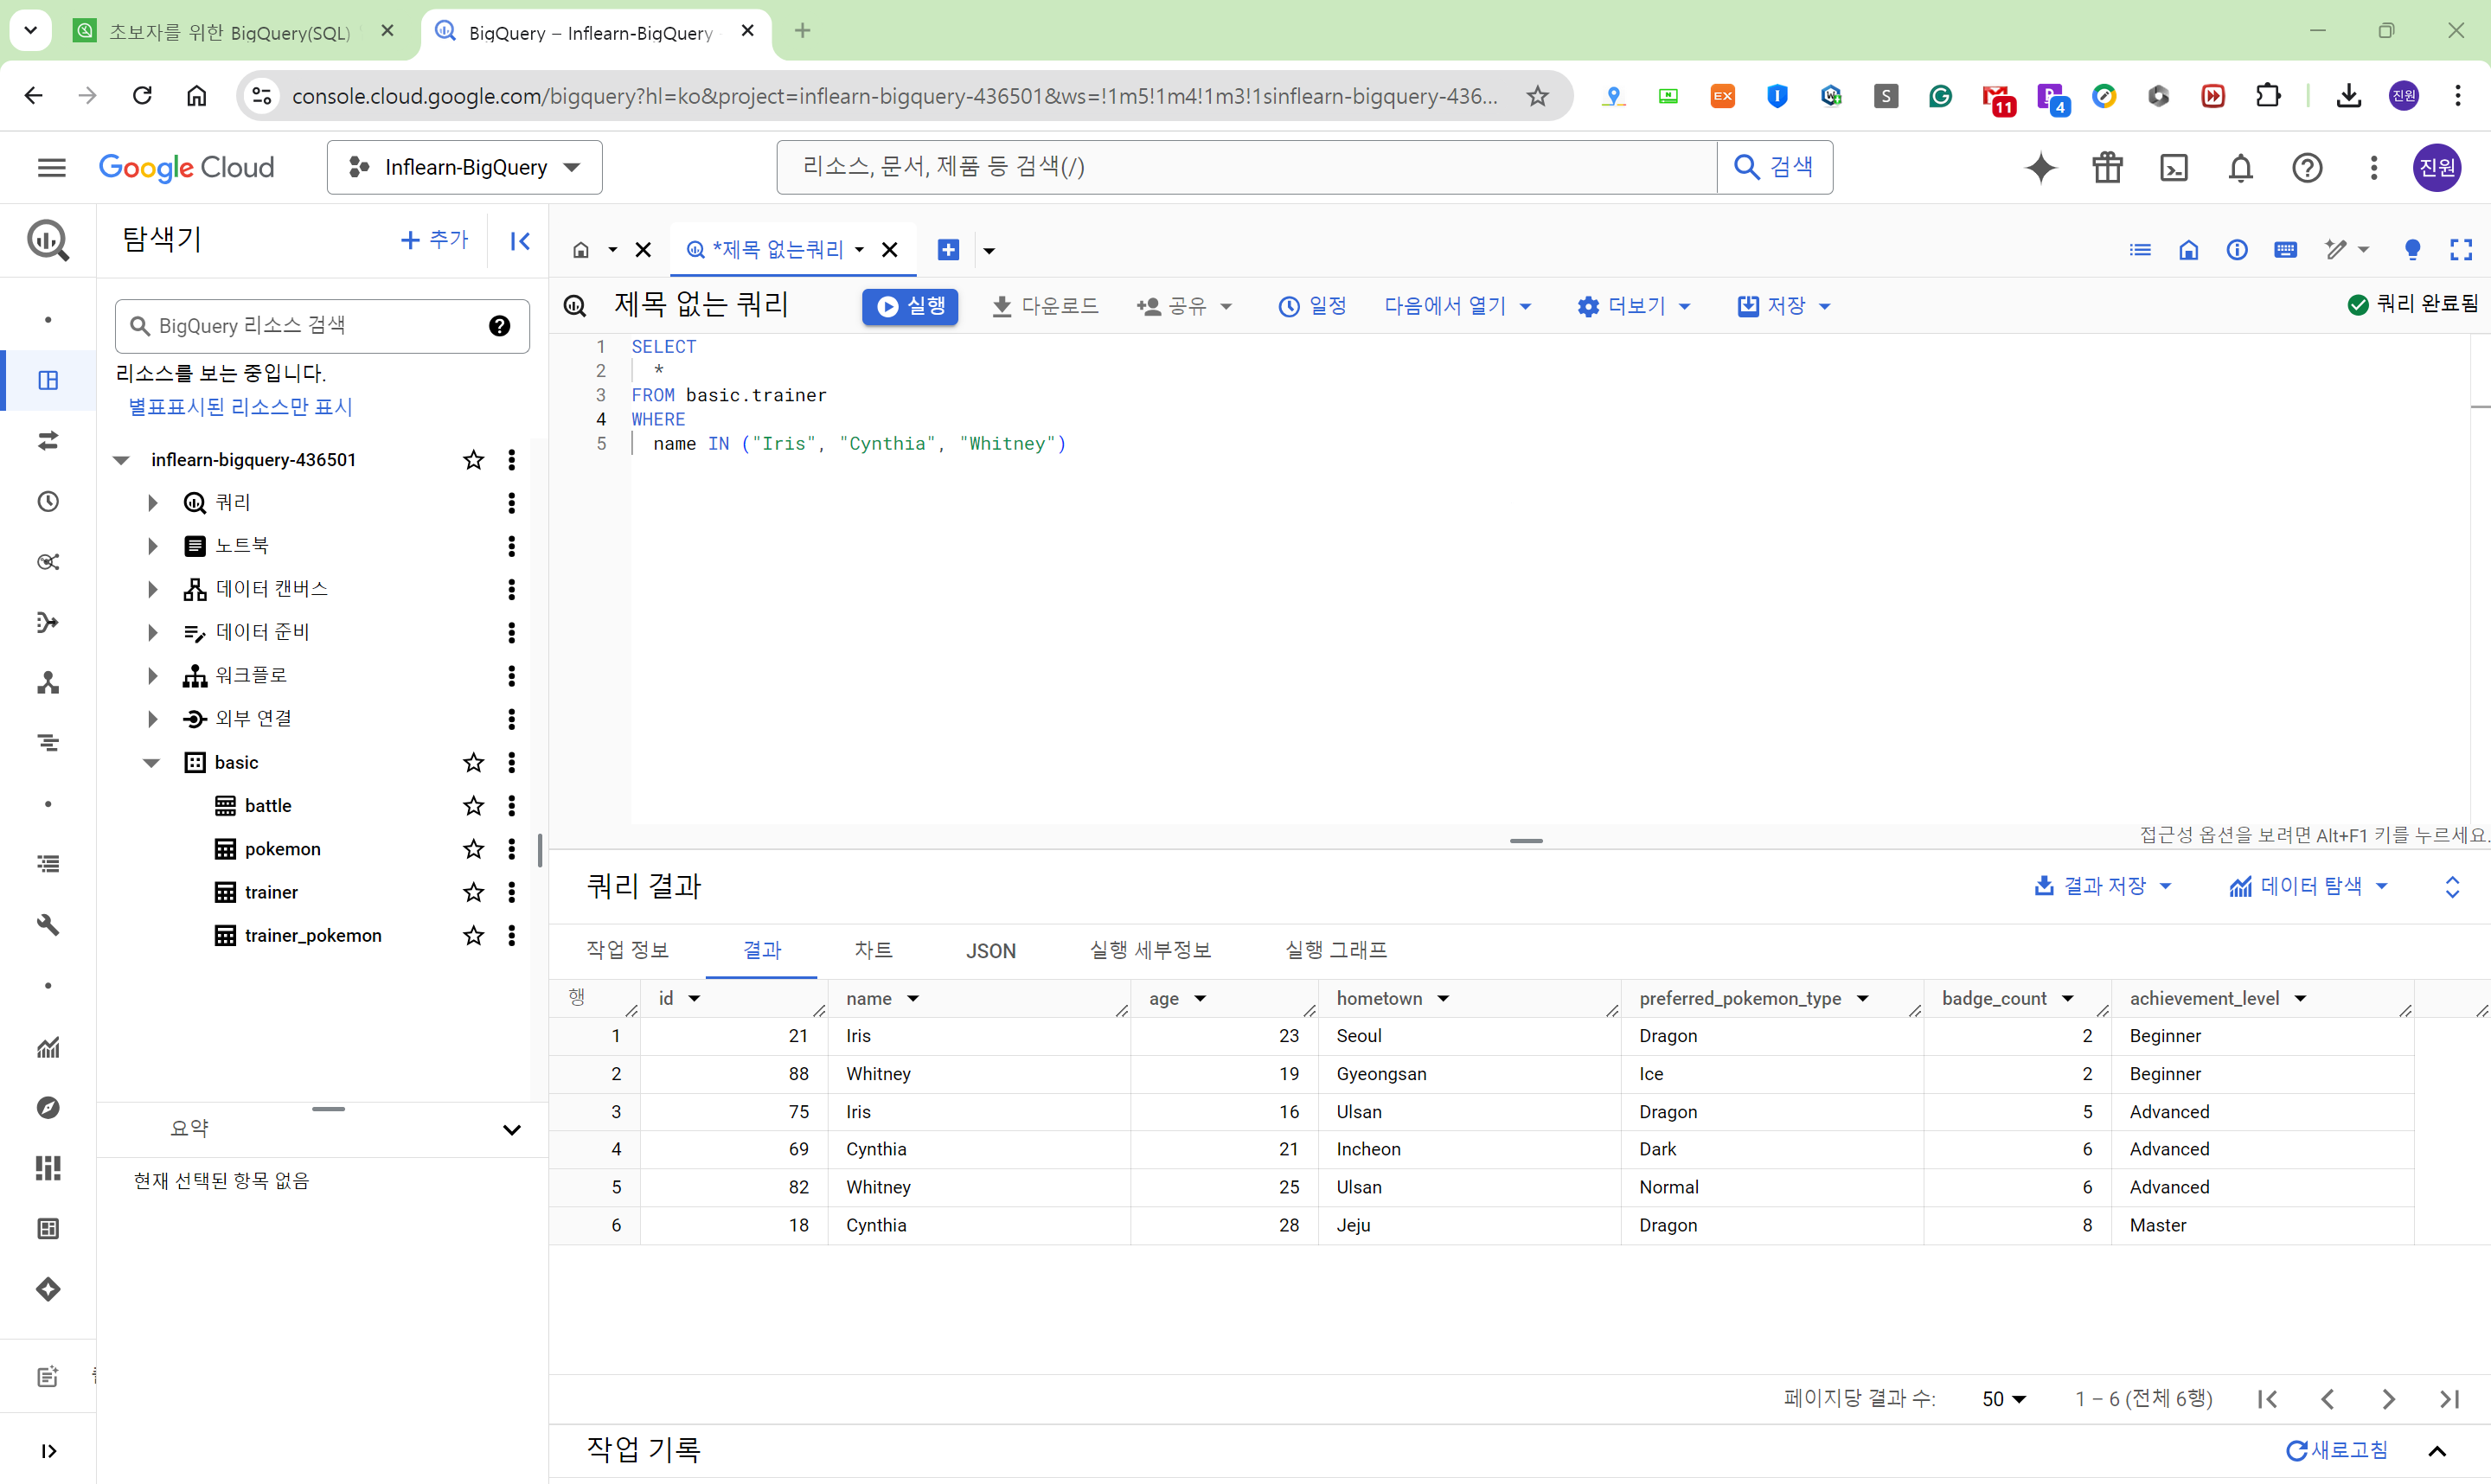 초보자를 위한 BigQuery(SQL)
BigQuery – Inflearn-BigQuery
console.cloud.google.com/bigquery?hl=ko&project=inflearn-bigquery-436501&ws=!1m5!1m4!1m3!1sinflearn-bigquery-436...
EX
S
11
4
진원
Google Cloud
Inflearn-BigQuery
리소스, 문서, 제품 등 검색(/)
검색
진원
탐색기
추가
*제목 없는쿼리
BigQuery 리소스 검색
제목 없는 쿼리
실행
다운로드
공유
일정
다음에서 열기
더보기
저장
쿼리 완료됨
리소스를 보는 중입니다.
별표표시된 리소스만 표시
inflearn-bigquery-436501
쿼리
노트북
데이터 캔버스
데이터 준비
워크플로
외부 연결
basic
battle
pokemon
trainer
trainer_pokemon
요약
현재 선택된 항목 없음
1 SELECT
2 *
3 FROM basic.trainer
4 WHERE
5 name IN ("Iris", "Cynthia", "Whitney")
접근성 옵션을 보려면 Alt+F1 키를 누르세요.
쿼리 결과
결과 저장
데이터 탐색
작업 정보 결과 차트 JSON 실행 세부정보 실행 그래프
행 id name age hometown preferred_pokemon_type badge_count achievement_level
1 21 Iris 23 Seoul Dragon 2 Beginner
2 88 Whitney 19 Gyeongsan Ice 2 Beginner
3 75 Iris 16 Ulsan Dragon 5 Advanced
4 69 Cynthia 21 Incheon Dark 6 Advanced
5 82 Whitney 25 Ulsan Normal 6 Advanced
6 18 Cynthia 28 Jeju Dragon 8 Master
페이지당 결과 수: 50 1 – 6 (전체 6행)
작업 기록
새로고침